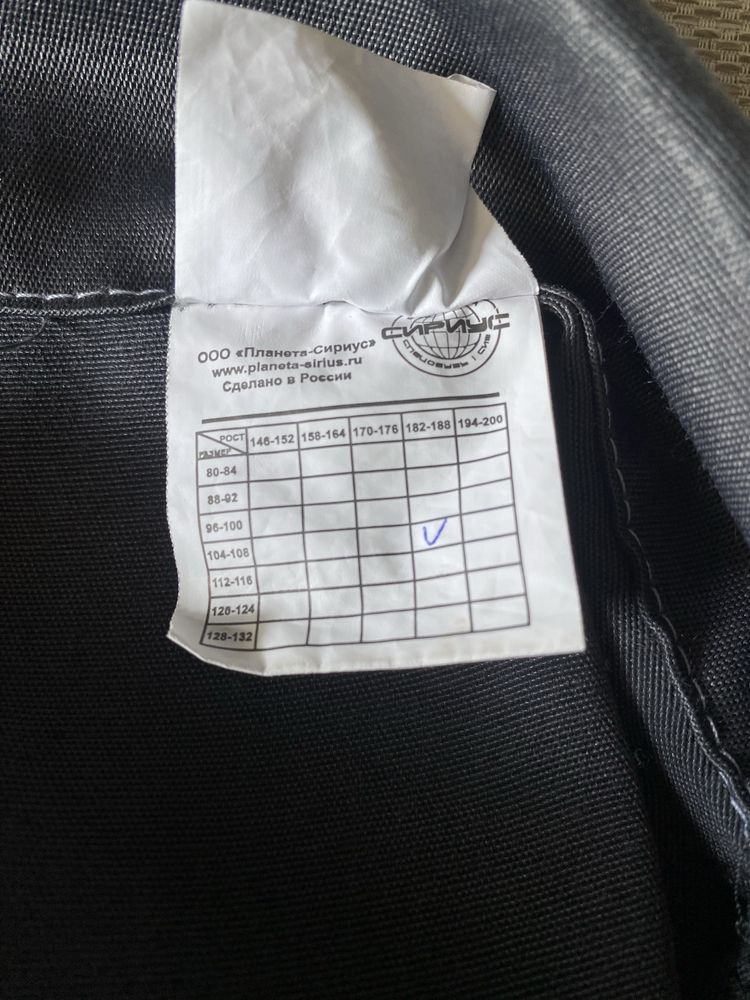 СИРИУС
ООО «Планета-Сириус»
www.planeta-sirius.ru
Сделано в России
РОСТ 146-152 158-164 170-176 182-188 194-200
РАЗМЕР
80-84
88-92
96-100
104-108
112-116
120-124
128-132